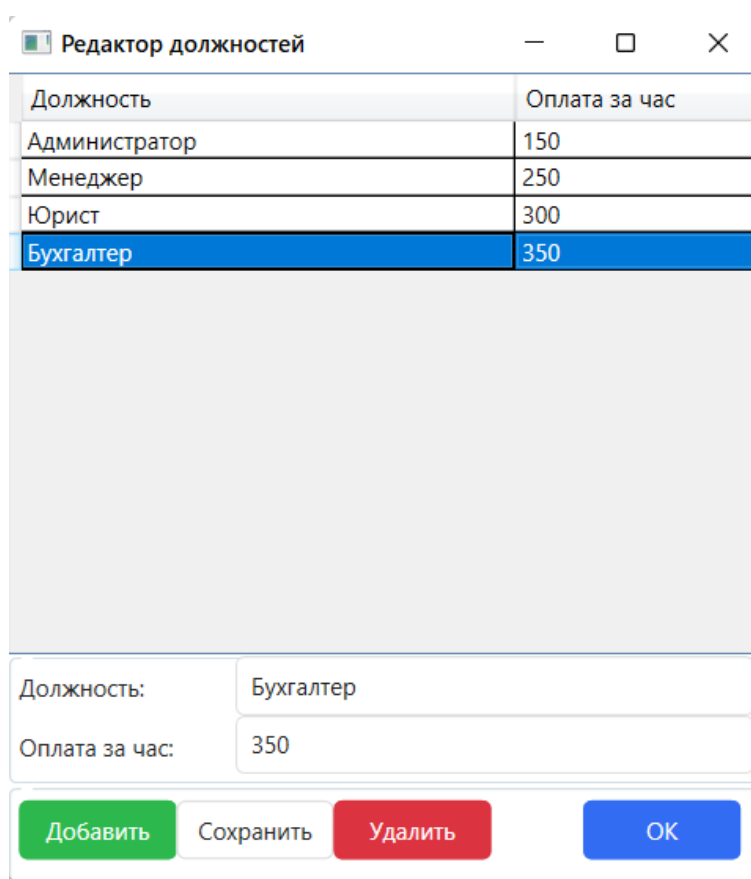 Редактор должностей
Должность Оплата за час
Администратор 150
Менеджер 250
Юрист 300
Бухгалтер 350
Должность: Бухгалтер
Оплата за час: 350
Добавить Сохранить Удалить ОК